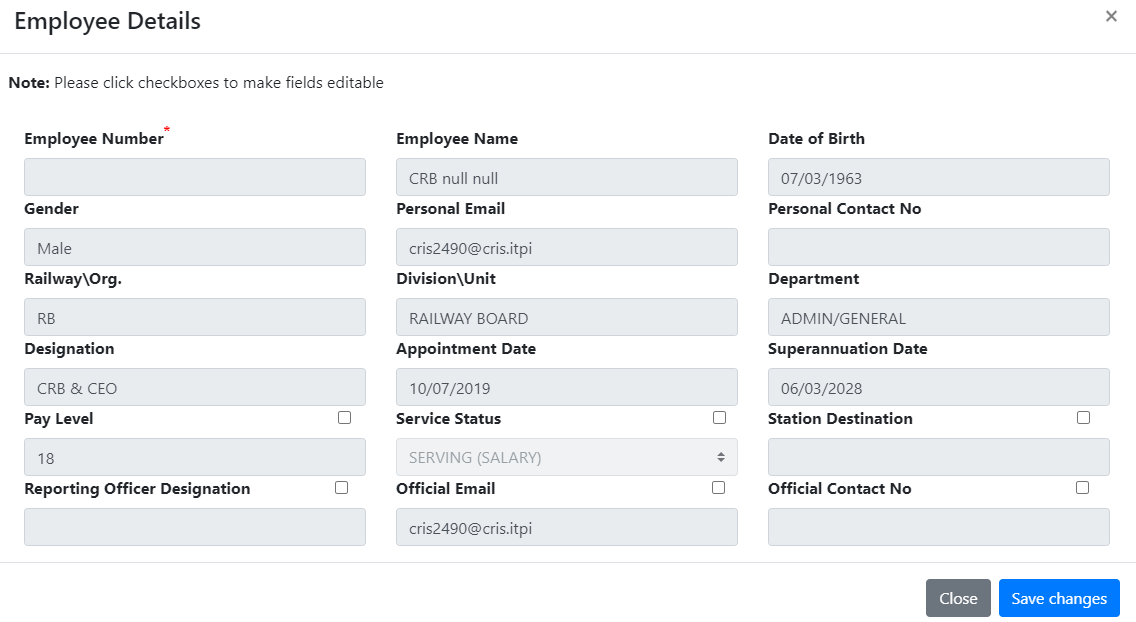 Employee Details ×
Note: Please click checkboxes to make fields editable
Employee Number* Employee Name Date of Birth
CRB null null 07/03/1963
Gender Personal Email Personal Contact No
Male cris2490@cris.itpi
Railway\Org. Division\Unit Department
RB RAILWAY BOARD ADMIN/GENERAL
Designation Appointment Date Superannuation Date
CRB & CEO 10/07/2019 06/03/2028
Pay Level Service Status Station Destination
18 SERVING (SALARY)
Reporting Officer Designation Official Email Official Contact No
cris2490@cris.itpi
Close Save changes